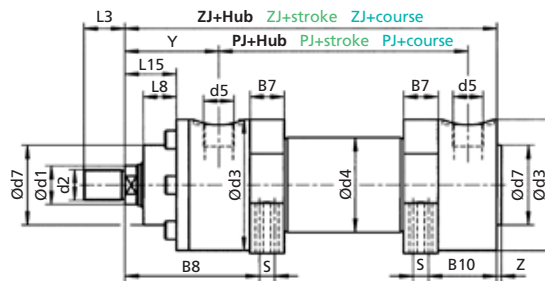 L3 ZJ+Hub ZJ+stroke ZJ+course
Y PJ+Hub PJ+stroke PJ+course
L15
L8 d5 B7 B7 d5
Ød7 Ød1 d2 Ød3 Ød4 Ød7 Ød3
B8 S S B10 Z